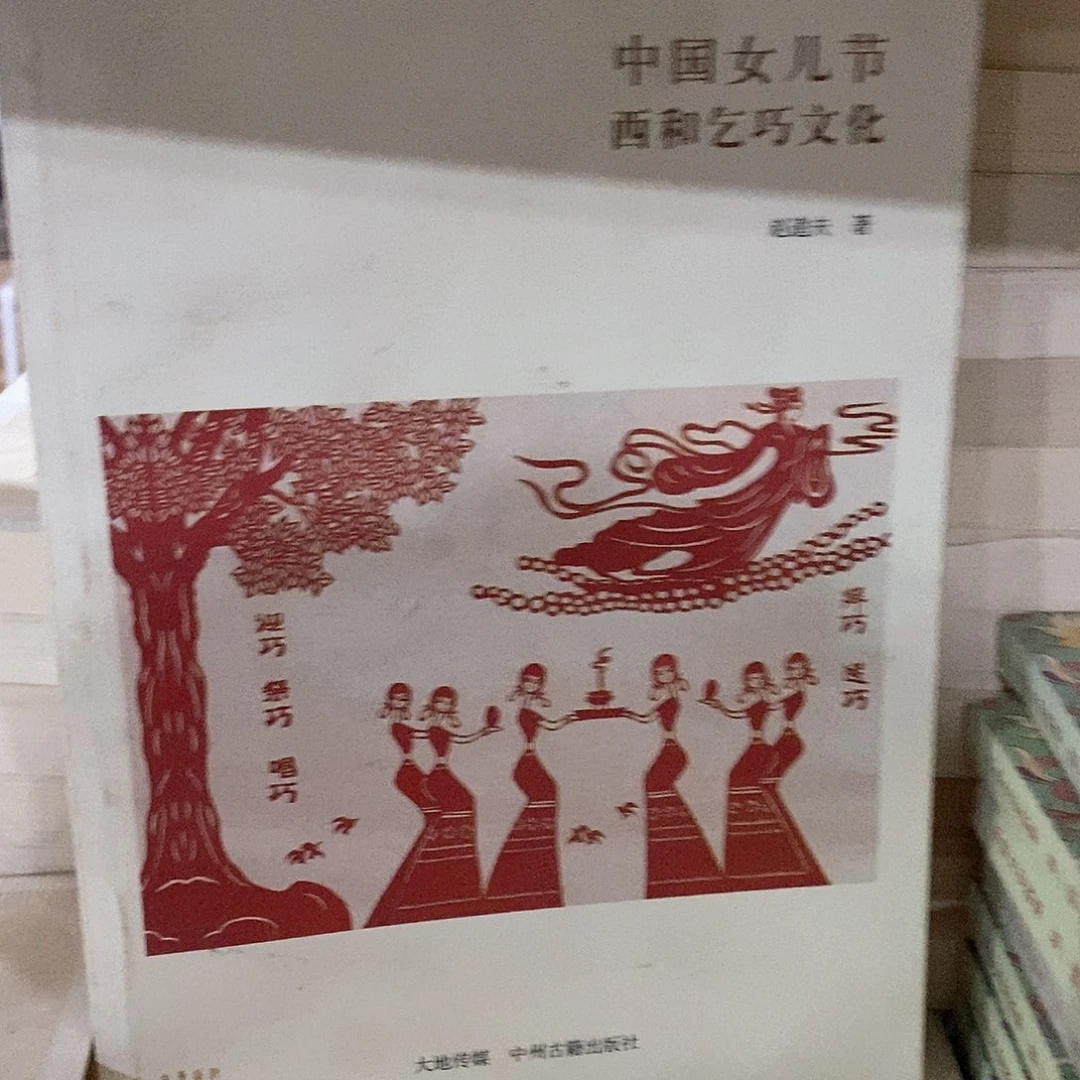 中国女儿节
西和乞巧文化
赵逵夫 著
迎巧
祭巧
唱巧
巧
送巧
大地传媒 中州古籍出版社